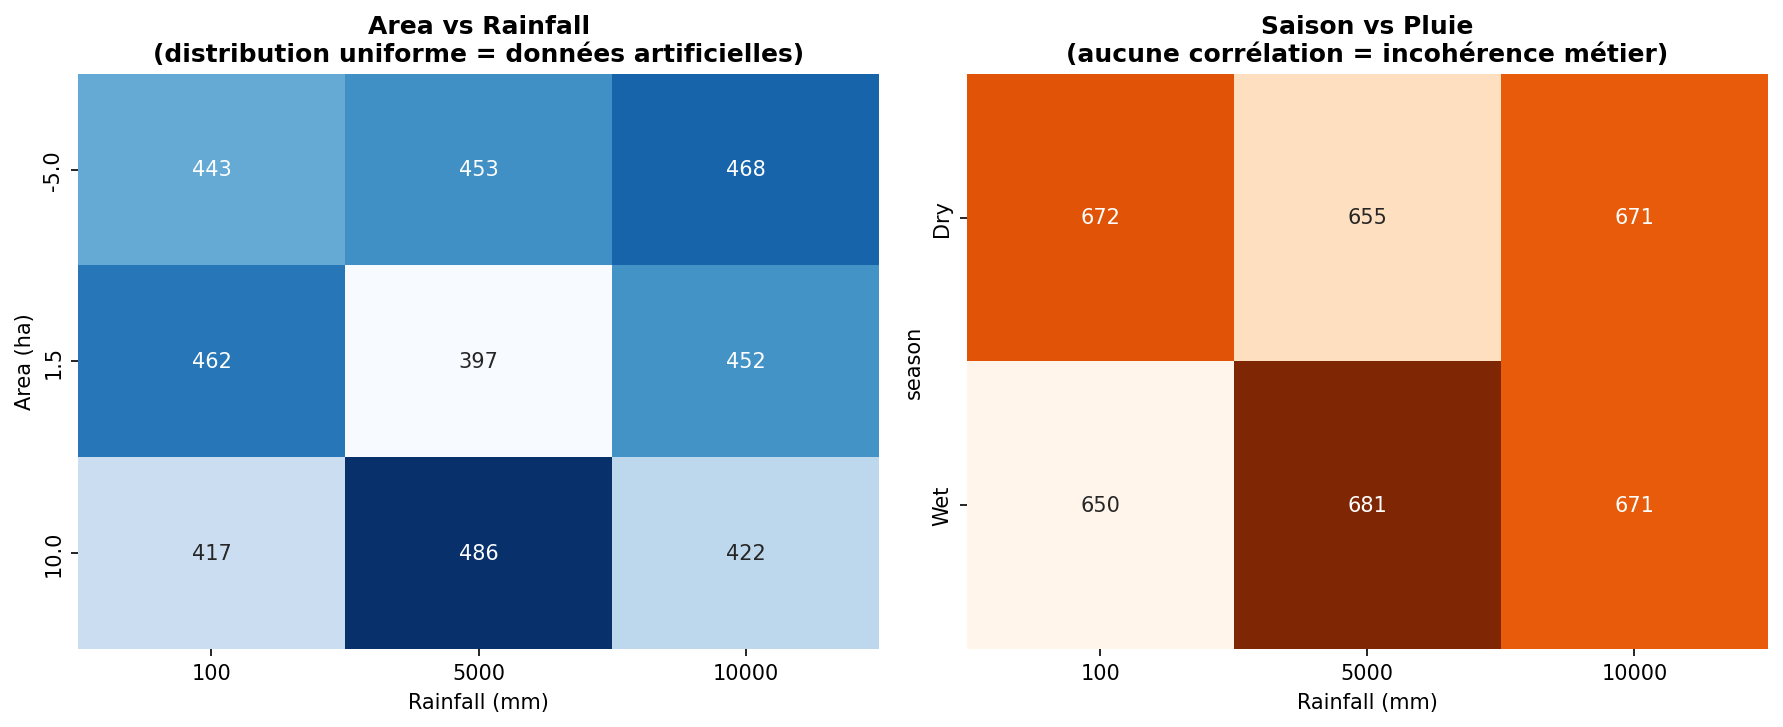 Area vs Rainfall
(distribution uniforme = données artificielles)
Area (ha)
-5.0
443 453 468
1.5
462 397 452
10.0
417 486 422
100 5000 10000
Rainfall (mm)
Saison vs Pluie
(aucune corrélation = incohérence métier)
season
Dry
672 655 671
Wet
650 681 671
100 5000 10000
Rainfall (mm)